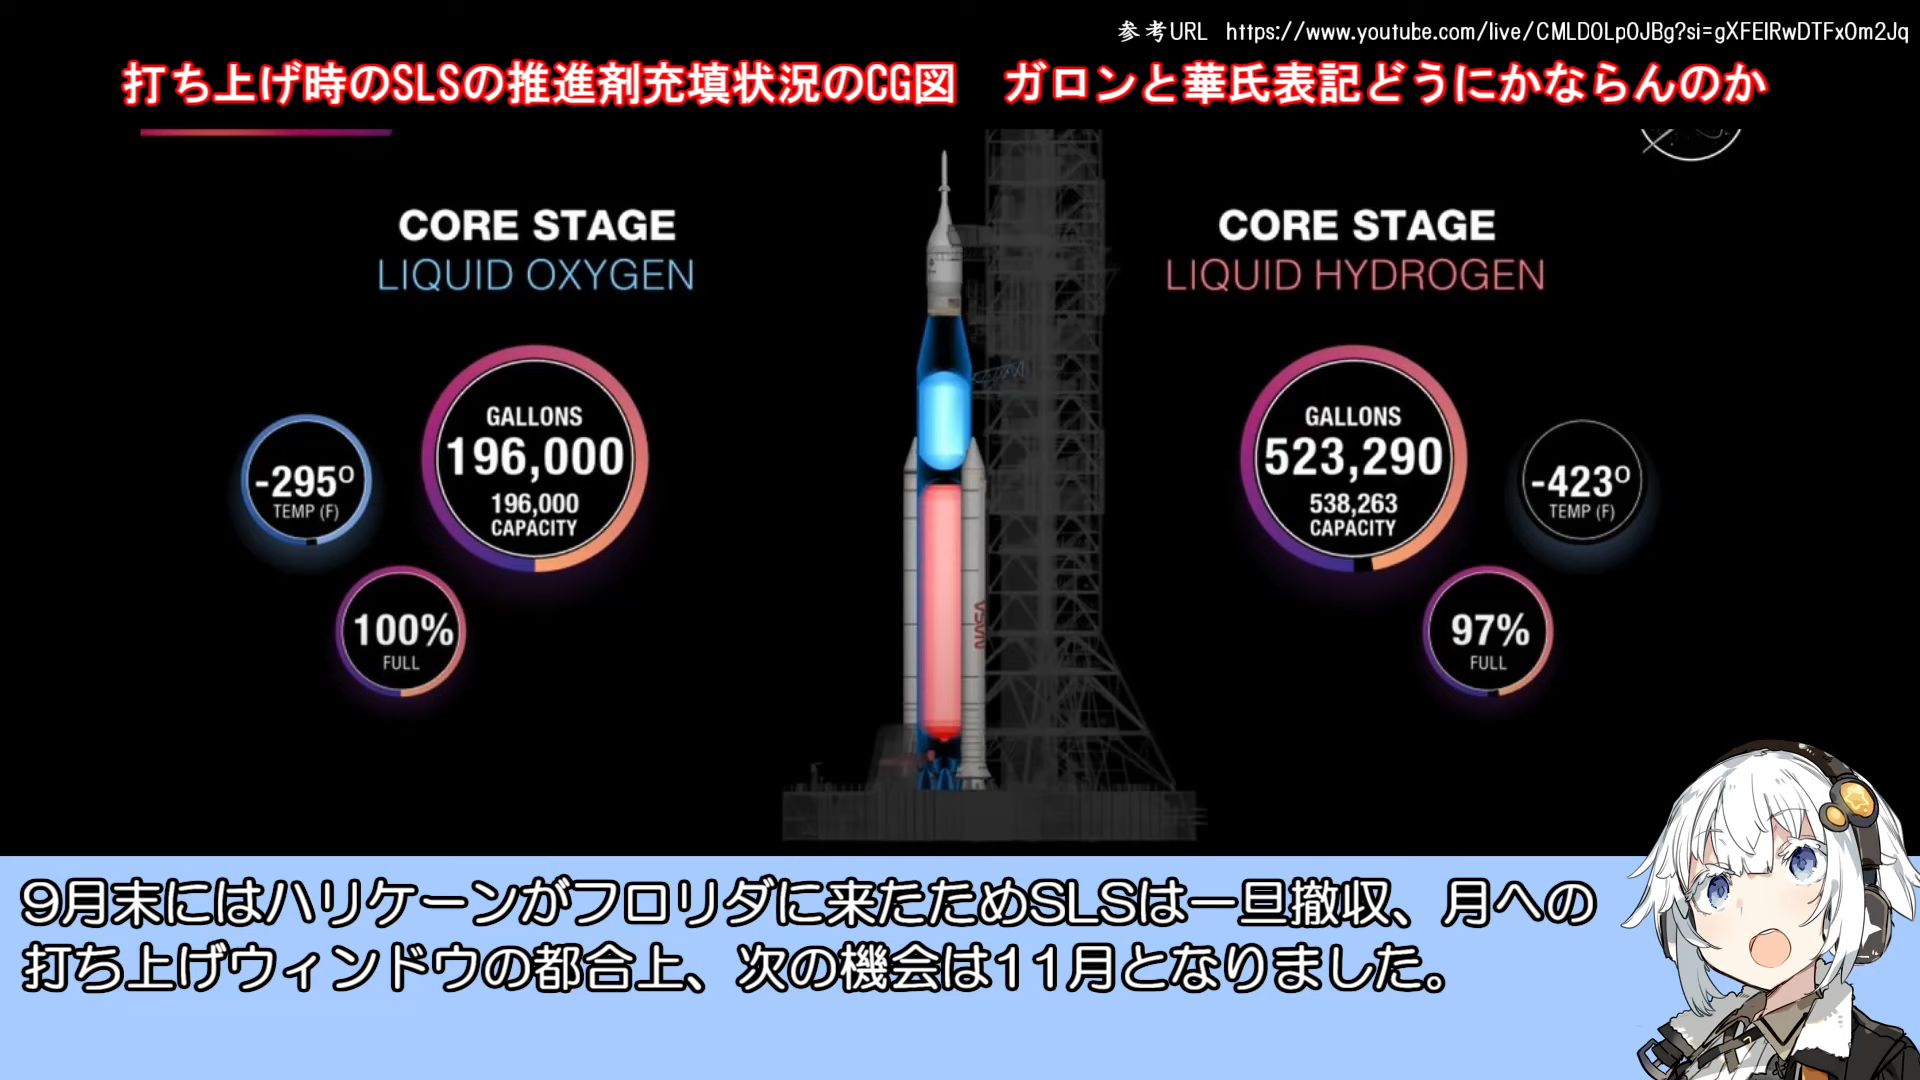 参考URL https://www.youtube.com/live/CMLD0Lp0JBg?si=gXFEIRwDTFx0m2Jq
打ち上げ時のSLSの推進剤充填状況のCG図 ガロンと華氏表記どうにかならんのか
CORE STAGE
LIQUID OXYGEN
GALLONS
196,000
196,000
CAPACITY
-295º
TEMP (F)
100%
FULL
CORE STAGE
LIQUID HYDROGEN
GALLONS
523,290
538,263
CAPACITY
-423º
TEMP (F)
97%
FULL
NASA
9月末にはハリケーンがフロリダに来たためSLSは一旦撤収、月への
打ち上げウィンドウの都合上、次の機会は11月となりました。